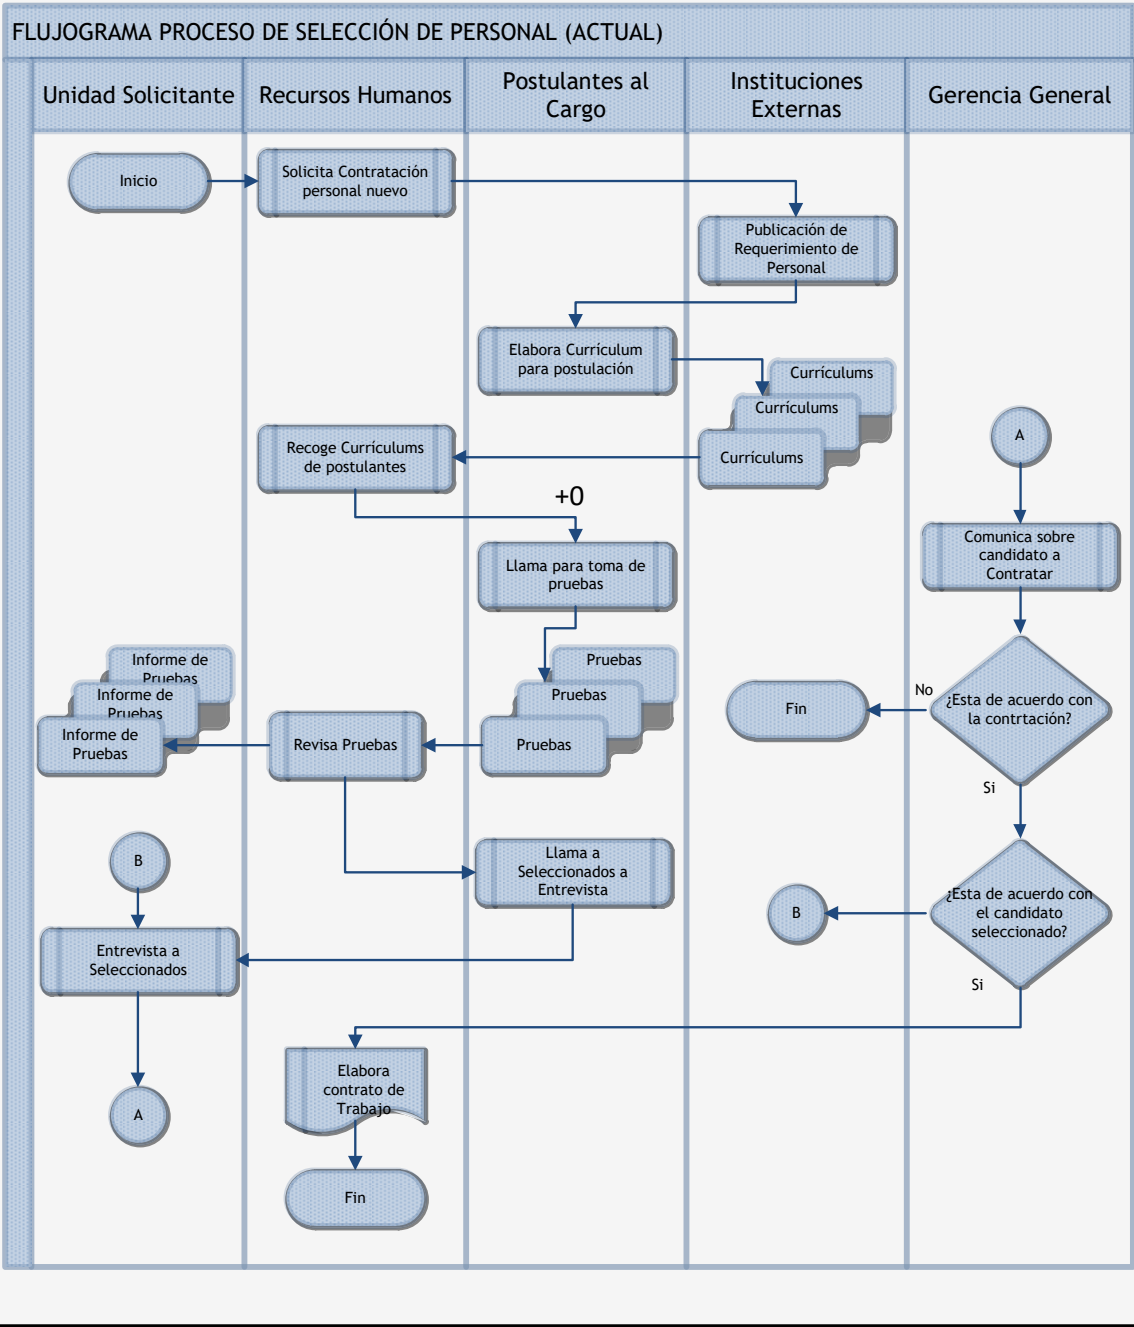 FLUJOGRAMA PROCESO DE SELECCIÓN DE PERSONAL (ACTUAL)
Unidad Solicitante
Recursos Humanos
Postulantes al
Cargo
Instituciones
Externas
Gerencia General
Inicio
Solicita Contratación
personal nuevo
Publicación de
Requerimiento de
Personal
Elabora Currículum
para postulación
Currículums
Currículums
Currículums
Recoge Currículums
de postulantes
A
+0
Llama para toma de
pruebas
Comunica sobre
candidato a
Contratar
Informe de
Pruebas
Informe de
Pruebas
Informe de
Pruebas
Revisa Pruebas
Pruebas
Pruebas
Pruebas
Fin
No
¿Esta de acuerdo con
la contrtación?
Si
B
Llama a
Seleccionados a
Entrevista
B
¿Esta de acuerdo con
el candidato
seleccionado?
Entrevista a
Seleccionados
Si
Elabora
contrato de
Trabajo
A
Fin